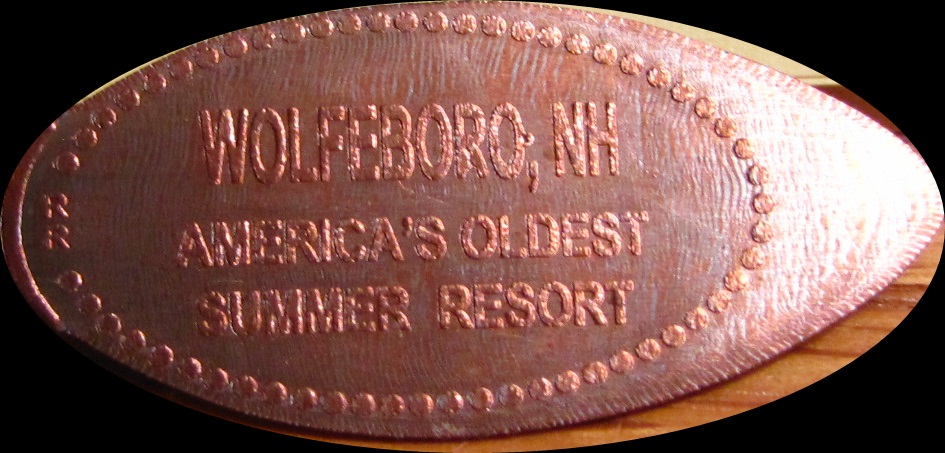 WOLFEBORO, NH
AMERICA'S OLDEST
SUMMER RESORT